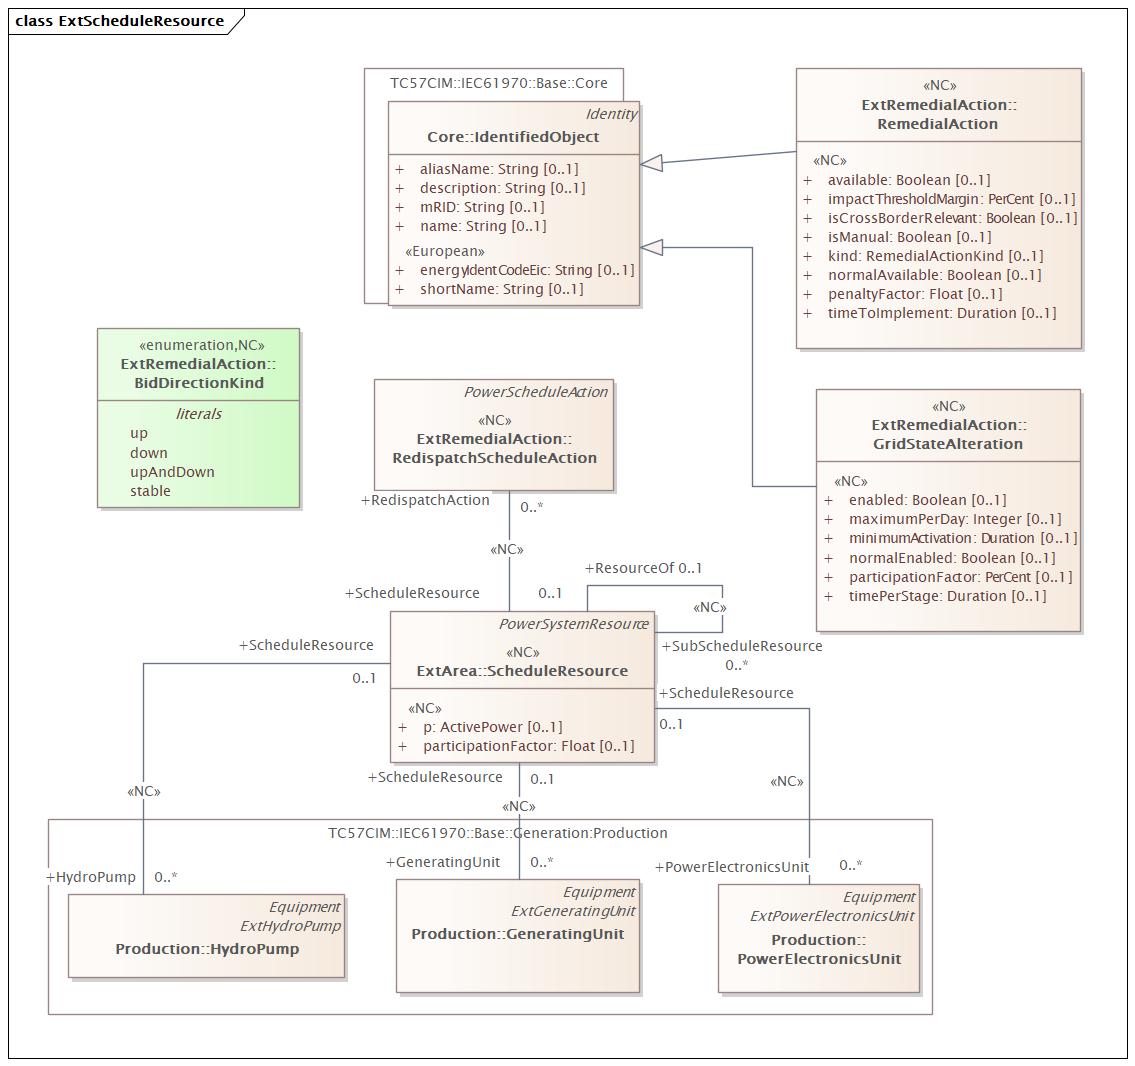 class ExtScheduleResource
TC57CIM::IEC61970::Base::Core
Identity
Core::IdentifiedObject
+ aliasName: String [0..1]
+ description: String [0..1]
+ mRID: String [0..1]
+ name: String [0..1]
«European»
+ energyIdentCodeEic: String [0..1]
+ shortName: String [0..1]
«NC»
ExtRemedialAction::
RemedialAction
«NC»
+ available: Boolean [0..1]
+ impactThresholdMargin: PerCent [0..1]
+ isCrossBorderRelevant: Boolean [0..1]
+ isManual: Boolean [0..1]
+ kind: RemedialActionKind [0..1]
+ normalAvailable: Boolean [0..1]
+ penaltyFactor: Float [0..1]
+ timeToImplement: Duration [0..1]
«enumeration,NC»
ExtRemedialAction::
BidDirectionKind
literals
up
down
upAndDown
stable
PowerScheduleAction
«NC»
ExtRemedialAction::
RedispatchScheduleAction
«NC»
ExtRemedialAction::
GridStateAlteration
«NC»
+ enabled: Boolean [0..1]
+ maximumPerDay: Integer [0..1]
+ minimumActivation: Duration [0..1]
+ normalEnabled: Boolean [0..1]
+ participationFactor: PerCent [0..1]
+ timePerStage: Duration [0..1]
+RedispatchAction
0..*
«NC»
+ScheduleResource
0..1
+ResourceOf 0..1
«NC»
+SubScheduleResource
0..*
PowerSystemResource
«NC»
ExtArea::ScheduleResource
«NC»
+ p: ActivePower [0..1]
+ participationFactor: Float [0..1]
+ScheduleResource
0..1
+ScheduleResource
0..1
+ScheduleResource
0..1
«NC»
«NC»
«NC»
TC57CIM::IEC61970::Base::Generation:Production
+HydroPump
0..*
+GeneratingUnit
0..*
+PowerElectronicsUnit
0..*
Equipment
ExtHydroPump
Production::HydroPump
Equipment
ExtGeneratingUnit
Production::GeneratingUnit
Equipment
ExtPowerElectronicsUnit
Production::
PowerElectronicsUnit